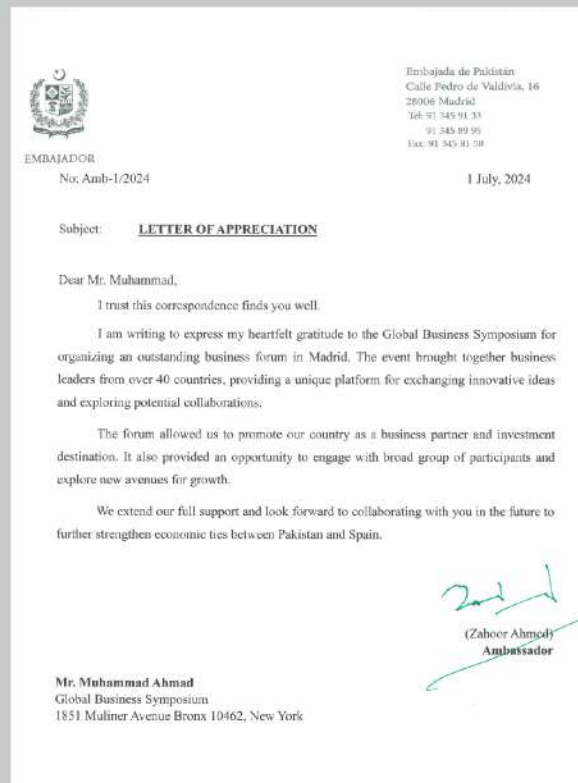 Embajada de Pakistán
Calle Pedro de Valdivia, 16
28006 Madrid
Tel: 91 345 91 33
91 345 89 95
Fax: 91 345 81 58
EMBAJADOR
No: Amb-1/2024
1 July, 2024
Subject: LETTER OF APPRECIATION
Dear Mr. Muhammad,
I trust this correspondence finds you well.
I am writing to express my heartfelt gratitude to the Global Business Symposium for
organizing an outstanding business forum in Madrid. The event brought together business
leaders from over 40 countries, providing a unique platform for exchanging innovative ideas
and exploring potential collaborations.
The forum allowed us to promote our country as a business partner and investment
destination. It also provided an opportunity to engage with broad group of participants and
explore new avenues for growth.
We extend our full support and look forward to collaborating with you in the future to
further strengthen economic ties between Pakistan and Spain.
(Zahoor Ahmed)
Ambassador
Mr. Muhammad Ahmad
Global Business Symposium
1851 Muliner Avenue Bronx 10462, New York